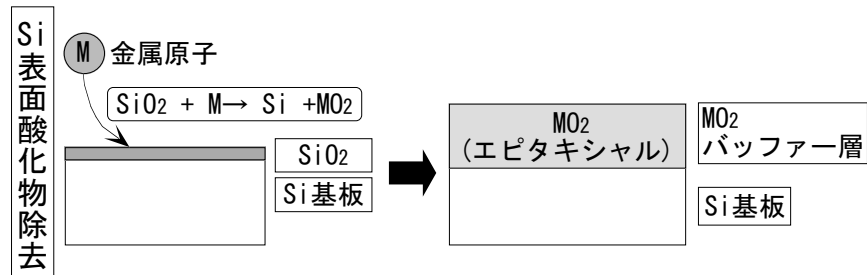 Si表面酸化物除去
M 金属原子
SiO2 + M→ Si +MO2
SiO2
Si基板
MO2
(エピタキシャル)
MO2
バッファー層
Si基板